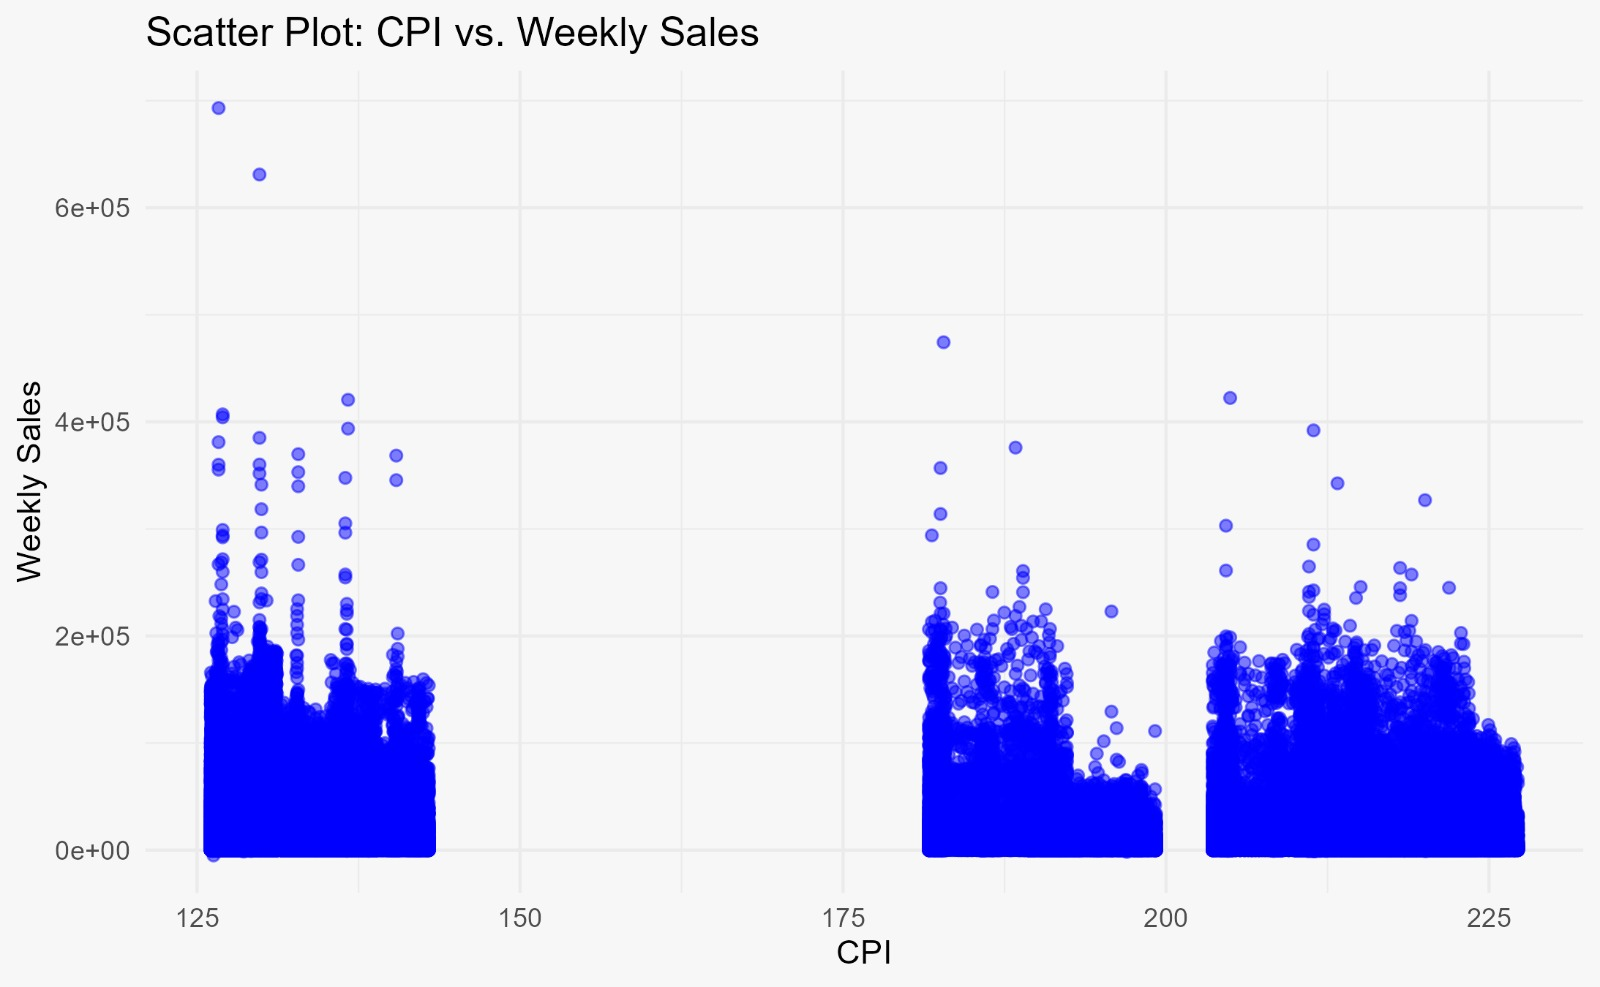 Scatter Plot: CPI vs. Weekly Sales
Weekly Sales
6e+05
4e+05
2e+05
0e+00
125 150 175 200 225
CPI